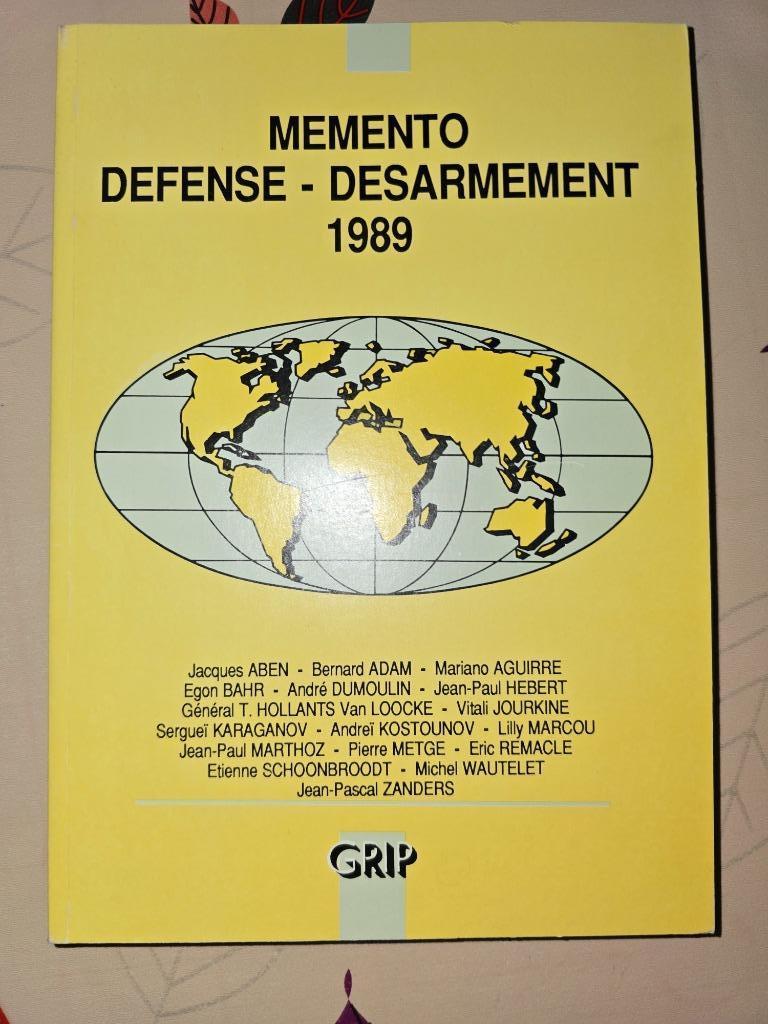 MEMENTO
DEFENSE - DESARMEMENT
1989
Jacques ABEN - Bernard ADAM - Mariano AGUIRRE
Egon BAHR - André DUMOULIN - Jean-Paul HEBERT
Général T. HOLLANTS Van LOOCKE - Vitali JOURKINE
Sergueï KARAGANOV - Andreï KOSTOUNOV - Lilly MARCOU
Jean-Paul MARTHOZ - Pierre METGE - Eric REMACLE
Etienne SCHOONBROODT - Michel WAUTELET
Jean-Pascal ZANDERS
GRIP